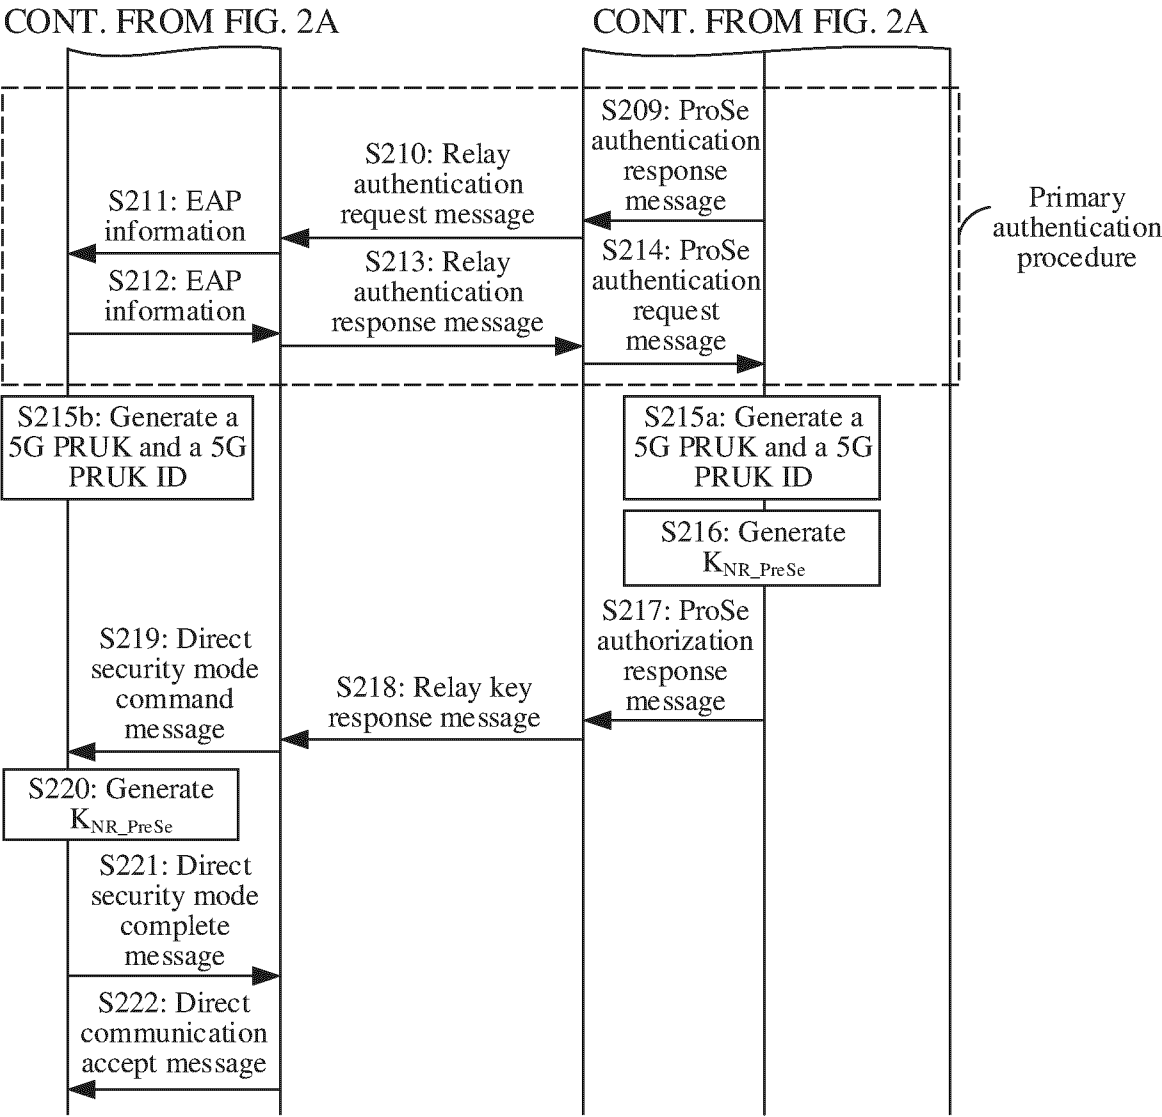 CONT. FROM FIG. 2A
CONT. FROM FIG. 2A
S209: ProSe
authentication
response
message
S210: Relay
authentication
request message
S211: EAP
information
Primary
authentication
procedure
S212: EAP
information
S213: Relay
authentication
response message
S214: ProSe
authentication
request
message
S215b: Generate a
5G PRUK and a 5G
PRUK ID
S215a: Generate a
5G PRUK and a 5G
PRUK ID
S216: Generate
KNR_PreSe
S217: ProSe
authorization
response
message
S218: Relay key
response message
S219: Direct
security mode
command
message
S220: Generate
KNR_PreSe
S221: Direct
security mode
complete
message
S222: Direct
communication
accept message